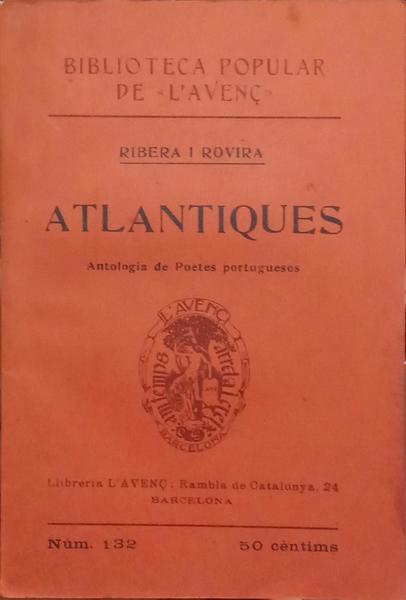 BIBLIOTECA POPULAR
DE «L'AVENÇ»
RIBERA I ROVIRA
ATLANTIQUES
Antologia de Poetes portuguesos
L'AVENÇ
BARCELONA
Llibreria L'AVENÇ: Rambla de Catalunya, 24
BARCELONA
Núm. 132 50 cèntims